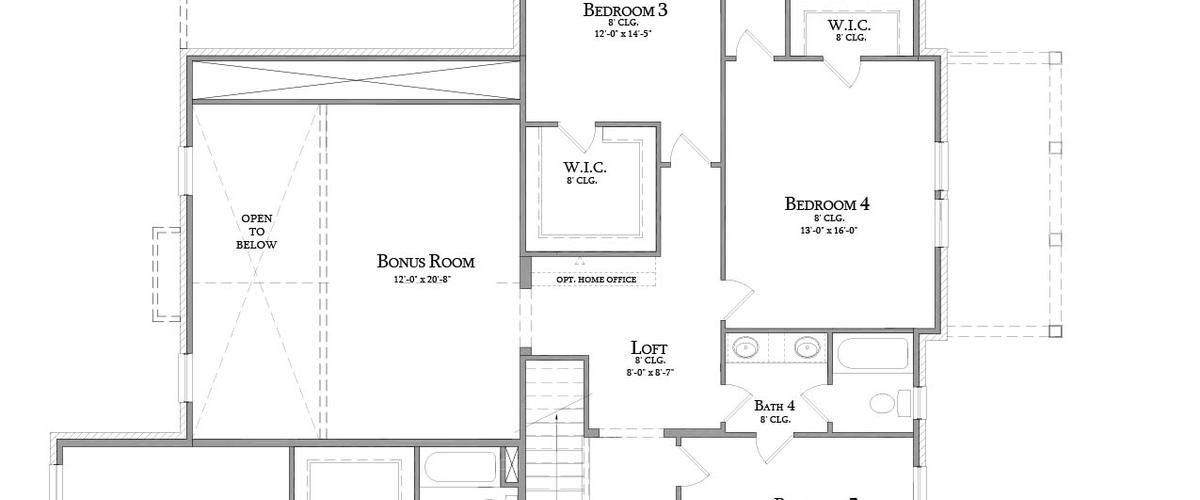 BEDROOM 3
8' CLG.
12'-0" x 14'-5"
W.I.C.
8' CLG.
W.I.C.
8' CLG.
BEDROOM 4
8' CLG.
13'-0" x 16'-0"
OPEN
TO
BELOW
BONUS ROOM
12'-0" x 20'-8"
OPT. HOME OFFICE
LOFT
8' CLG.
8'-0" x 8'-7"
BATH 4
8' CLG.